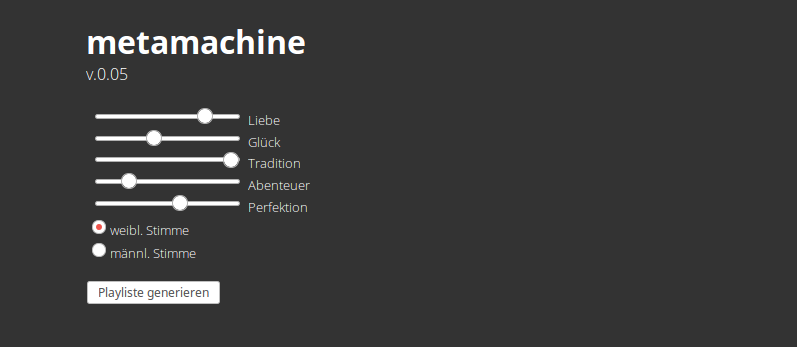 metamachine
v.0.05
Liebe
Glück
Tradition
Abenteuer
Perfektion
weibl. Stimme
männl. Stimme
Playliste generieren